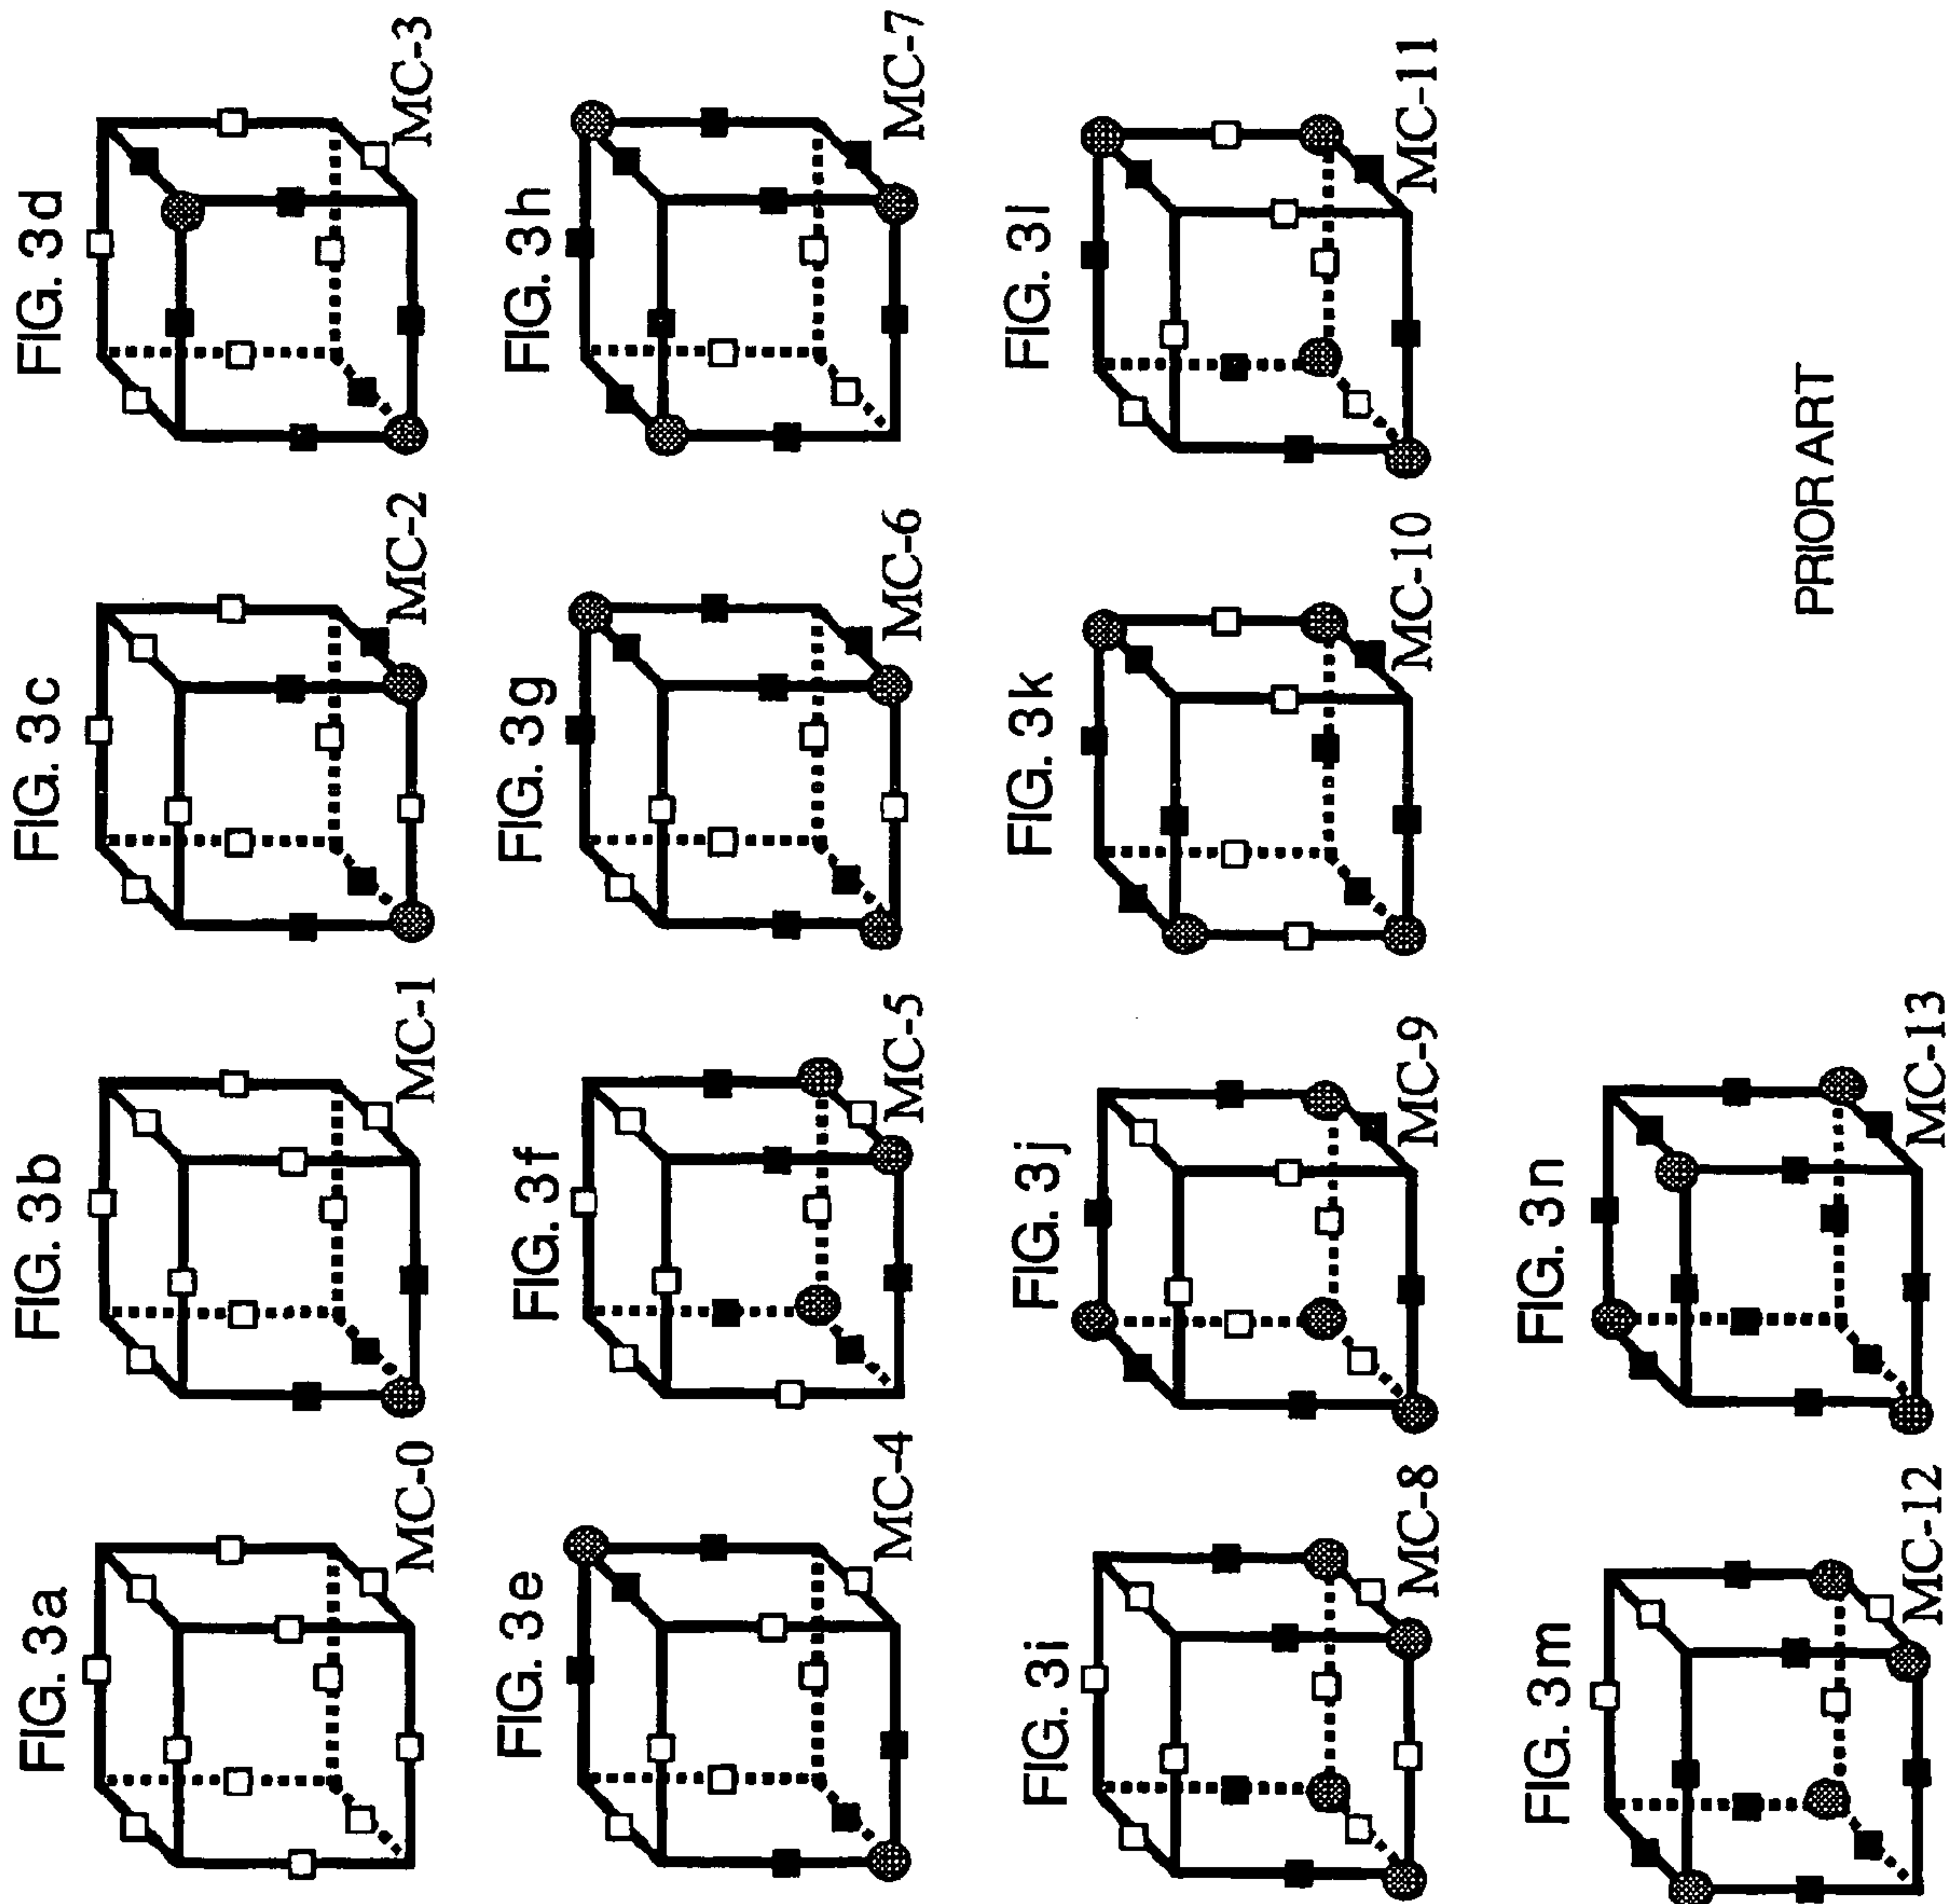 FIG. 3a
MC-0
FIG. 3b
MC-1
FIG. 3c
MC-2
FIG. 3d
MC-3
FIG. 3e
MC-4
FIG. 3f
MC-5
FIG. 3g
MC-6
FIG. 3h
MC-7
FIG. 3i
MC-8
FIG. 3j
MC-9
FIG. 3k
MC-10
FIG. 3l
MC-11
FIG. 3m
MC-12
FIG. 3n
MC-13
PRIOR ART